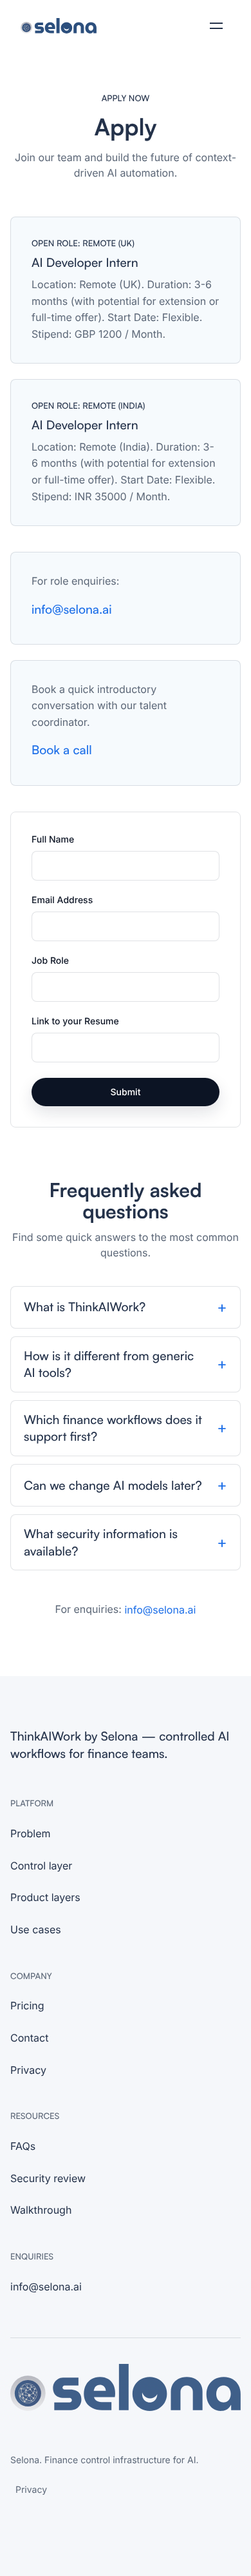 selona
APPLY NOW
Apply
Join our team and build the future of context-
driven AI automation.
OPEN ROLE: REMOTE (UK)
AI Developer Intern
Location: Remote (UK). Duration: 3-6
months (with potential for extension or
full-time offer). Start Date: Flexible.
Stipend: GBP 1200 / Month.
OPEN ROLE: REMOTE (INDIA)
AI Developer Intern
Location: Remote (India). Duration: 3-
6 months (with potential for extension
or full-time offer). Start Date: Flexible.
Stipend: INR 35000 / Month.
For role enquiries:
info@selona.ai
Book a quick introductory
conversation with our talent
coordinator.
Book a call
Full Name
Email Address
Job Role
Link to your Resume
Submit
Frequently asked
questions
Find some quick answers to the most common
questions.
What is ThinkAIWork? +
How is it different from generic
AI tools? +
Which finance workflows does it
support first? +
Can we change AI models later? +
What security information is
available? +
For enquiries: info@selona.ai
ThinkAIWork by Selona — controlled AI
workflows for finance teams.
PLATFORM
Problem
Control layer
Product layers
Use cases
COMPANY
Pricing
Contact
Privacy
RESOURCES
FAQs
Security review
Walkthrough
ENQUIRIES
info@selona.ai
selona
Selona. Finance control infrastructure for AI.
Privacy